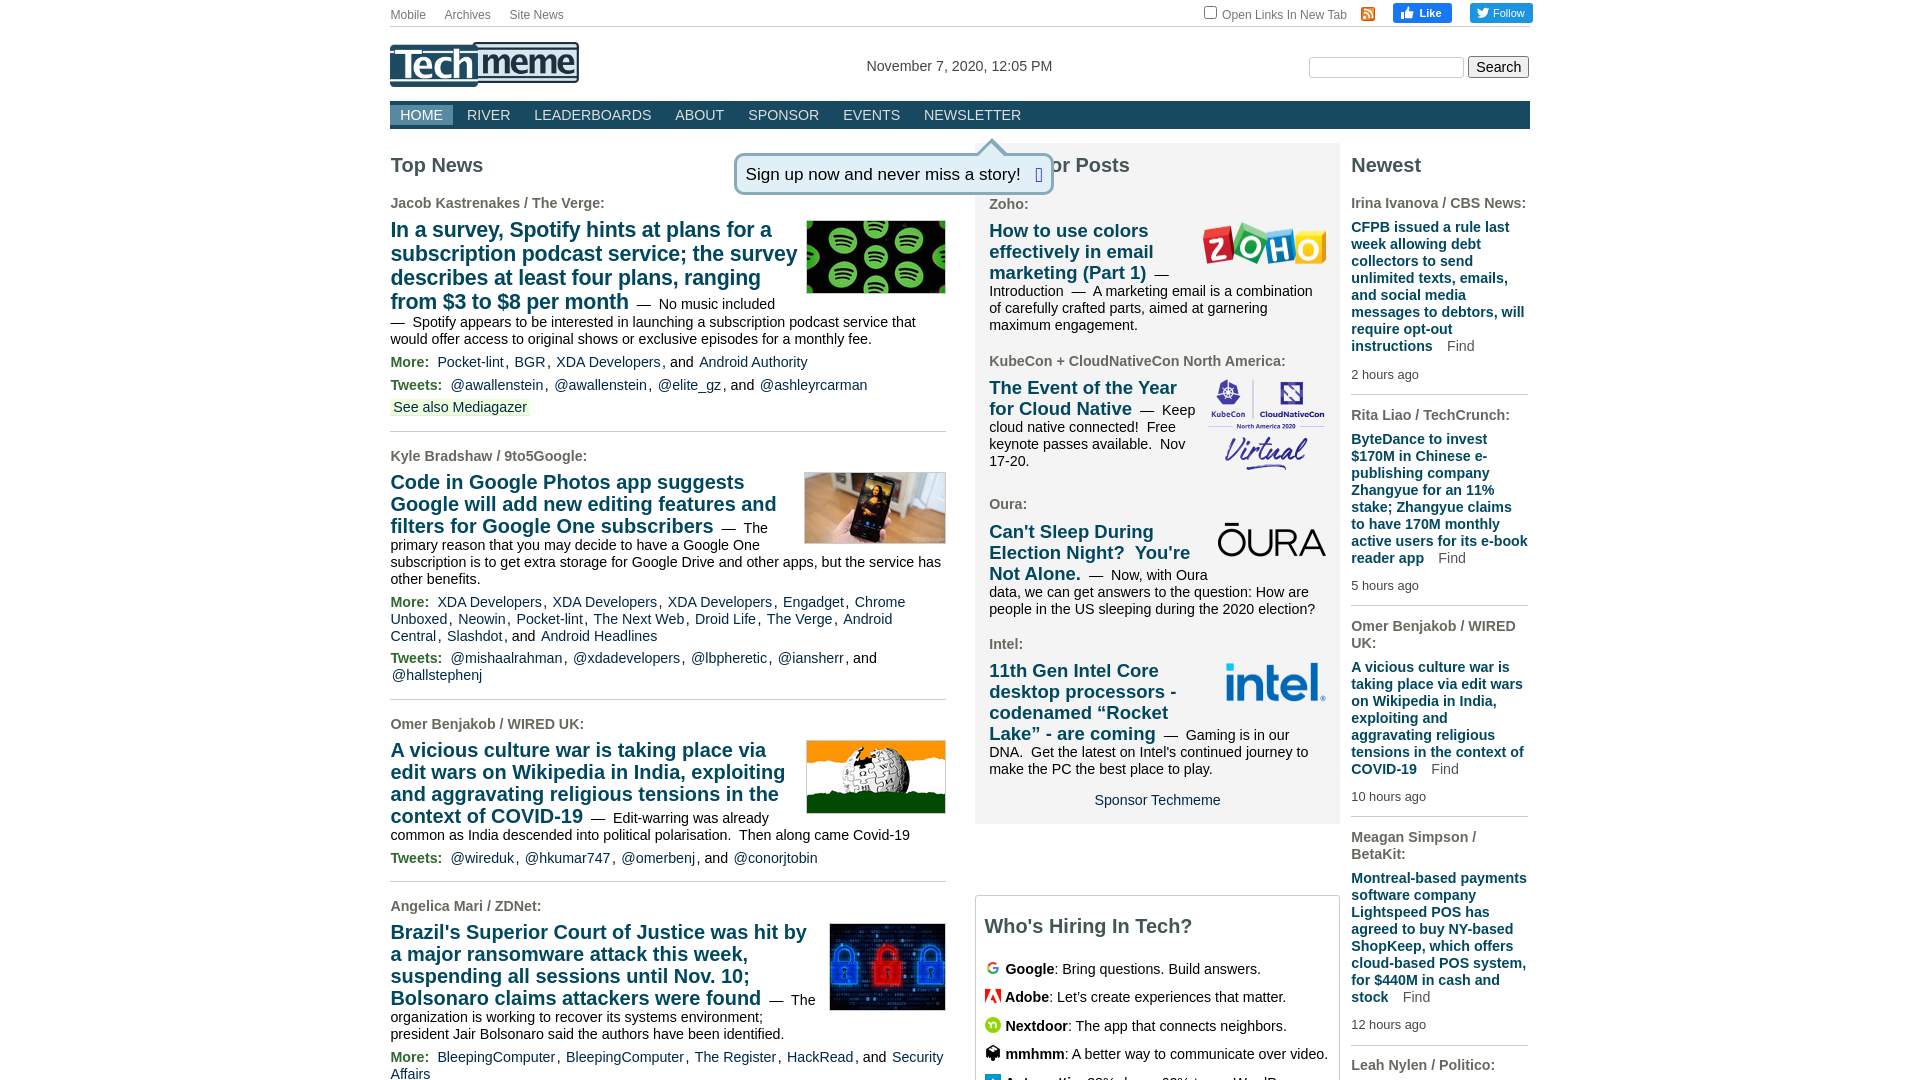 Mobile Archives Site News
Open Links In New Tab
Like
Follow
Techmeme
November 7, 2020, 12:05 PM
Search
HOME RIVER LEADERBOARDS ABOUT SPONSOR EVENTS NEWSLETTER
Sign up now and never miss a story!
Top News
Jacob Kastrenakes / The Verge:
In a survey, Spotify hints at plans for a
subscription podcast service; the survey
describes at least four plans, ranging
from $3 to $8 per month — No music included
— Spotify appears to be interested in launching a subscription podcast service that
would offer access to original shows or exclusive episodes for a monthly fee.
More: Pocket-lint, BGR, XDA Developers, and Android Authority
Tweets: @awallenstein, @awallenstein, @elite_gz, and @ashleyrcarman
See also Mediagazer
Kyle Bradshaw / 9to5Google:
Code in Google Photos app suggests
Google will add new editing features and
filters for Google One subscribers — The
primary reason that you may decide to have a Google One
subscription is to get extra storage for Google Drive and other apps, but the service has
other benefits.
More: XDA Developers, XDA Developers, XDA Developers, Engadget, Chrome
Unboxed, Neowin, Pocket-lint, The Next Web, Droid Life, The Verge, Android
Central, Slashdot, and Android Headlines
Tweets: @mishaalrahman, @xdadevelopers, @lbpheretic, @iansherr, and
@hallstephenj
Omer Benjakob / WIRED UK:
A vicious culture war is taking place via
edit wars on Wikipedia in India, exploiting
and aggravating religious tensions in the
context of COVID-19 — Edit-warring was already
common as India descended into political polarisation. Then along came Covid-19
Tweets: @wireduk, @hkumar747, @omerbenj, and @conorjtobin
Angelica Mari / ZDNet:
Brazil's Superior Court of Justice was hit by
a major ransomware attack this week,
suspending all sessions until Nov. 10;
Bolsonaro claims attackers were found — The
organization is working to recover its systems environment;
president Jair Bolsonaro said the authors have been identified.
More: BleepingComputer, BleepingComputer, The Register, HackRead, and Security
Affairs
or Posts
Zoho:
ZOHO
How to use colors
effectively in email
marketing (Part 1) —
Introduction — A marketing email is a combination
of carefully crafted parts, aimed at garnering
maximum engagement.
KubeCon + CloudNativeCon North America:
The Event of the Year
for Cloud Native — Keep
cloud native connected! Free
keynote passes available. Nov
17-20.
KubeCon CloudNativeCon
North America 2020
Virtual
Oura:
ŌURA
Can't Sleep During
Election Night? You're
Not Alone. — Now, with Oura
data, we can get answers to the question: How are
people in the US sleeping during the 2020 election?
Intel:
intel
11th Gen Intel Core
desktop processors -
codenamed “Rocket
Lake” - are coming — Gaming is in our
DNA. Get the latest on Intel's continued journey to
make the PC the best place to play.
Sponsor Techmeme
Who's Hiring In Tech?
Google: Bring questions. Build answers.
Adobe: Let’s create experiences that matter.
Nextdoor: The app that connects neighbors.
mmhmm: A better way to communicate over video.
Newest
Irina Ivanova / CBS News:
CFPB issued a rule last
week allowing debt
collectors to send
unlimited texts, emails,
and social media
messages to debtors, will
require opt-out
instructions Find
2 hours ago
Rita Liao / TechCrunch:
ByteDance to invest
$170M in Chinese e-
publishing company
Zhangyue for an 11%
stake; Zhangyue claims
to have 170M monthly
active users for its e-book
reader app Find
5 hours ago
Omer Benjakob / WIRED
UK:
A vicious culture war is
taking place via edit wars
on Wikipedia in India,
exploiting and
aggravating religious
tensions in the context of
COVID-19 Find
10 hours ago
Meagan Simpson /
BetaKit:
Montreal-based payments
software company
Lightspeed POS has
agreed to buy NY-based
ShopKeep, which offers
cloud-based POS system,
for $440M in cash and
stock Find
12 hours ago
Leah Nylen / Politico: